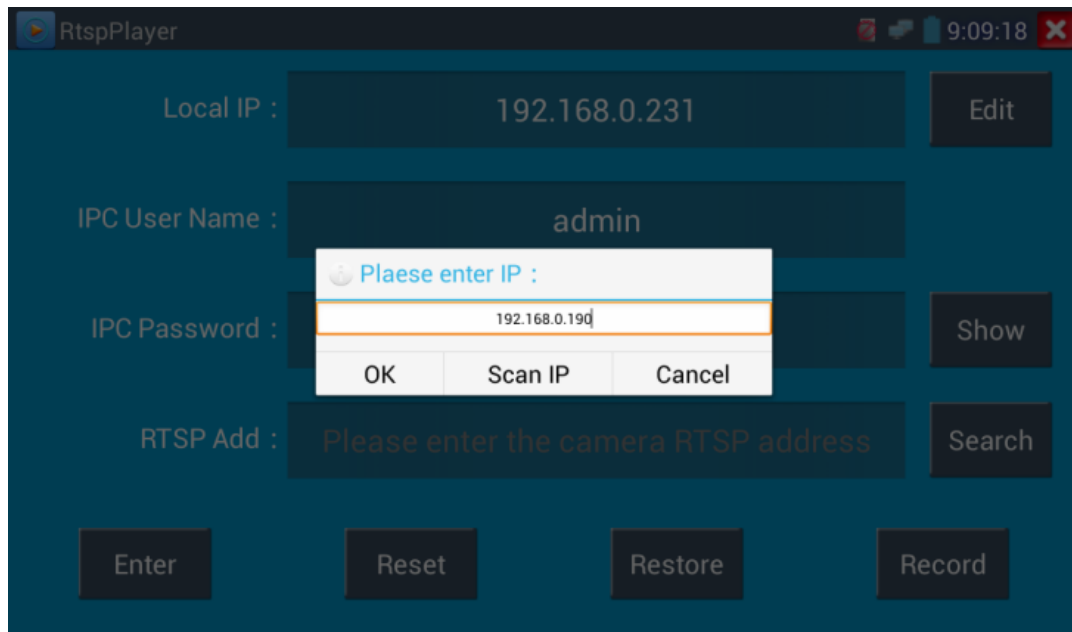 RtspPlayer 9:09:18
Local IP : 192.168.0.231 Edit
IPC User Name : admin
Plaese enter IP :
192.168.0.190
IPC Password : Show
OK Scan IP Cancel
RTSP Add : Please enter the camera RTSP address Search
Enter Reset Restore Record